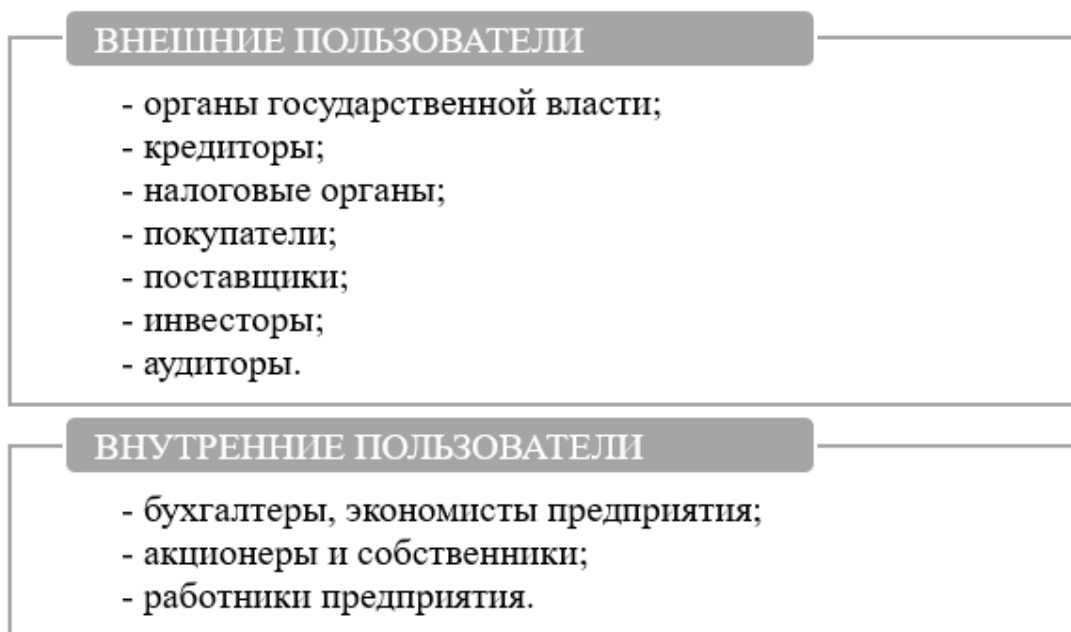 ВНЕШНИЕ ПОЛЬЗОВАТЕЛИ
- органы государственной власти;
- кредиторы;
- налоговые органы;
- покупатели;
- поставщики;
- инвесторы;
- аудиторы.
ВНУТРЕННИЕ ПОЛЬЗОВАТЕЛИ
- бухгалтеры, экономисты предприятия;
- акционеры и собственники;
- работники предприятия.